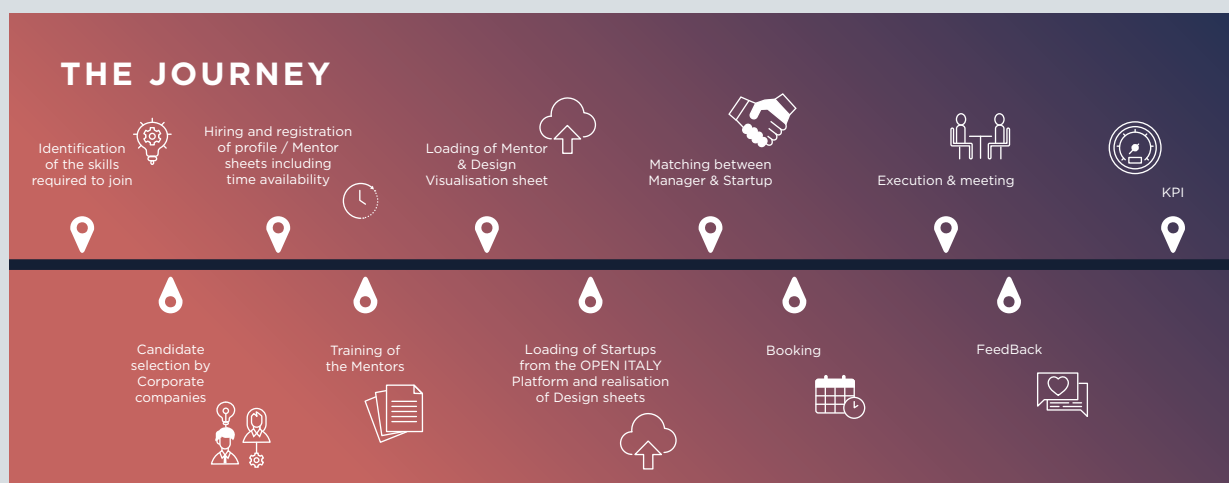 THE JOURNEY
Identification
of the skills
required to join
Candidate
selection by
Corporate
companies
Hiring and registration
of profile / Mentor
sheets including
time availability
Training of
the Mentors
Loading of Mentor
& Design
Visualisation sheet
Loading of Startups
from the OPEN ITALY
Platform and realisation
of Design sheets
Matching between
Manager & Startup
Booking
Execution & meeting
FeedBack
KPI